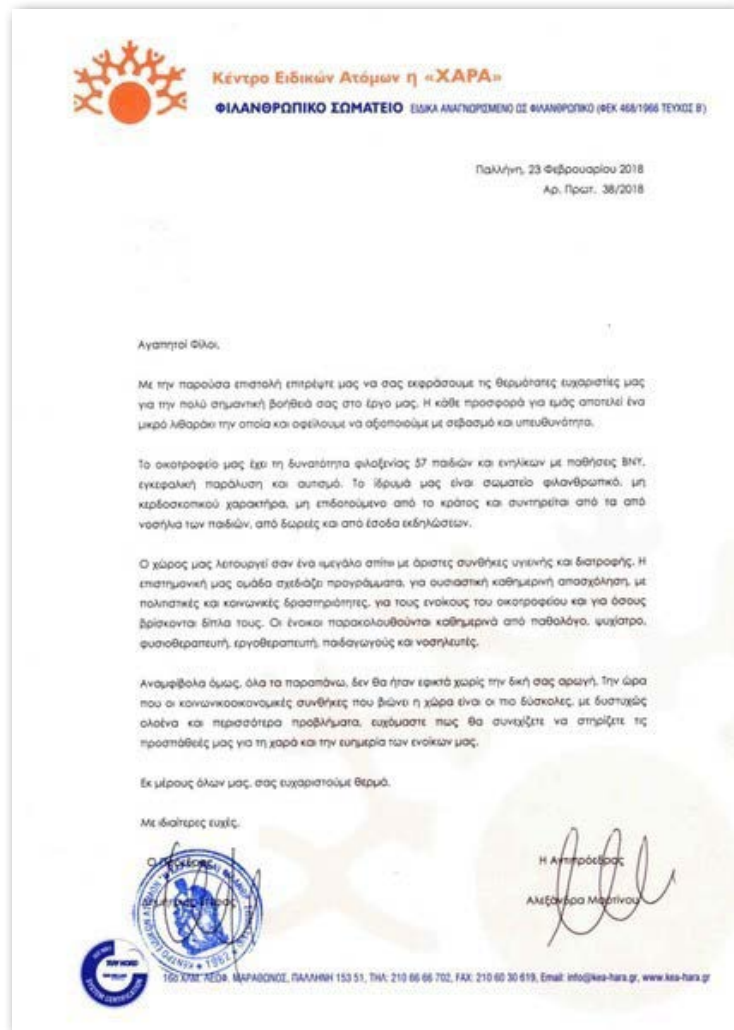 Κέντρο Ειδικών Ατόμων η «ΧΑΡΑ»
ΦΙΛΑΝΘΡΩΠΙΚΟ ΣΩΜΑΤΕΙΟ ΕΙΔΙΚΑ ΑΝΑΓΝΩΡΙΣΜΕΝΟ ΩΣ ΦΙΛΑΝΘΡΩΠΙΚΟ (ΦΕΚ 468/1966 ΤΕΥΧΟΣ Β')
Παλλήνη, 23 Φεβρουαρίου 2018
Αρ. Πρωτ. 38/2018
Αγαπητοί Φίλοι,
Με την παρούσα επιστολή επιτρέψτε μας να σας εκφράσουμε τις θερμότατες ευχαριστίες μας
για την πολύ σημαντική βοήθειά σας στο έργο μας. Η κάθε προσφορά για εμάς αποτελεί ένα
μικρό λιθαράκι την οποία και οφείλουμε να αξιοποιούμε με σεβασμό και υπευθυνότητα.
Το οικοτροφείο μας έχει τη δυνατότητα φιλοξενίας 57 παιδιών και ενηλίκων με παθήσεις ΒΝΥ,
εγκεφαλική παράλυση και αυτισμό. Το ίδρυμά μας είναι σωματείο φιλανθρωπικό, μη
κερδοσκοπικού χαρακτήρα, μη επιδοτούμενο από το κράτος και συντηρείται από τα από
νοσήλια των παιδιών, από δωρεές και από έσοδα εκδηλώσεων.
Ο χώρος μας λειτουργεί σαν ένα «μεγάλο σπίτι» με άριστες συνθήκες υγιεινής και διατροφής. Η
επιστημονική μας ομάδα σχεδιάζει προγράμματα, για ουσιαστική καθημερινή απασχόληση, με
πολιτιστικές και κοινωνικές δραστηριότητες, για τους ενοίκους του οικοτροφείου και για όσους
βρίσκονται δίπλα τους. Οι ένοικοι παρακολουθούνται καθημερινά από παθολόγο, ψυχίατρο,
φυσιοθεραπευτή, εργοθεραπευτή, παιδαγωγούς και νοσηλευτές.
Αναμφίβολα όμως, όλα τα παραπάνω, δεν θα ήταν εφικτά χωρίς την δική σας αρωγή. Την ώρα
που οι κοινωνικοοικονομικές συνθήκες που βιώνει η χώρα είναι οι πιο δύσκολες, με δυστυχώς
ολοένα και περισσότερα προβλήματα, ευχόμαστε πως θα συνεχίζετε να στηρίζετε τις
προσπάθειές μας για τη χαρά και την ευημερία των ενοίκων μας.
Εκ μέρους όλων μας, σας ευχαριστούμε θερμά.
Με ιδιαίτερες ευχές,
Ο Πρόεδρος
Η Αντιπρόεδρος
Αλεξάνδρα Μαρτίνου
1962
TUV NORD
SYSTEM CERTIFICATION
16ο ΧΛΜ. ΛΕΩΦ. ΜΑΡΑΘΩΝΟΣ, ΠΑΛΛΗΝΗ 153 51, ΤΗΛ: 210 66 66 702, FAX: 210 60 30 619, Email: info@kea-hara.gr, www.kea-hara.gr